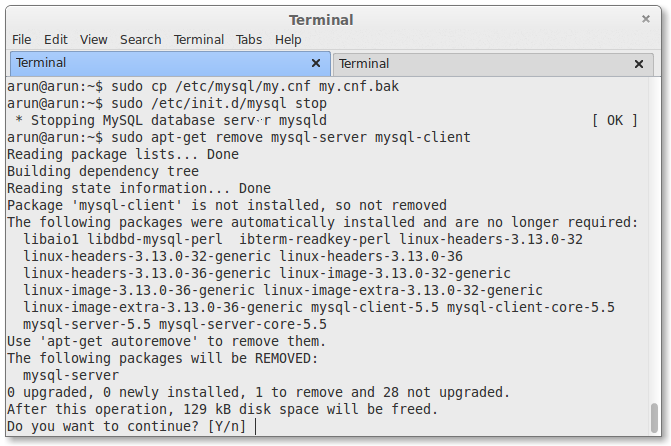 Terminal
File Edit View Search Terminal Tabs Help
Terminal × Terminal ×
arun@arun:~$ sudo cp /etc/mysql/my.cnf my.cnf.bak
arun@arun:~$ sudo /etc/init.d/mysql stop
 * Stopping MySQL database mysqld [ OK ]
arun@arun:~$ sudo apt-get remove mysql-server mysql-client
Reading package lists... Done
Building dependency tree
Reading state information... Done
Package 'mysql-client' is not installed, so not removed
The following packages were automatically installed and are no longer required:
  libaio1 libdbd-mysql-perl ibterm-readkey-perl linux-headers-3.13.0-32
  linux-headers-3.13.0-32-generic linux-headers-3.13.0-36
  linux-headers-3.13.0-36-generic linux-image-3.13.0-32-generic
  linux-image-3.13.0-36-generic linux-image-extra-3.13.0-32-generic
  linux-image-extra-3.13.0-36-generic mysql-client-5.5 mysql-client-core-5.5
  mysql-server-5.5 mysql-server-core-5.5
Use 'apt-get autoremove' to remove them.
The following packages will be REMOVED:
  mysql-server
0 upgraded, 0 newly installed, 1 to remove and 28 not upgraded.
After this operation, 129 kB disk space will be freed.
Do you want to continue? [Y/n]